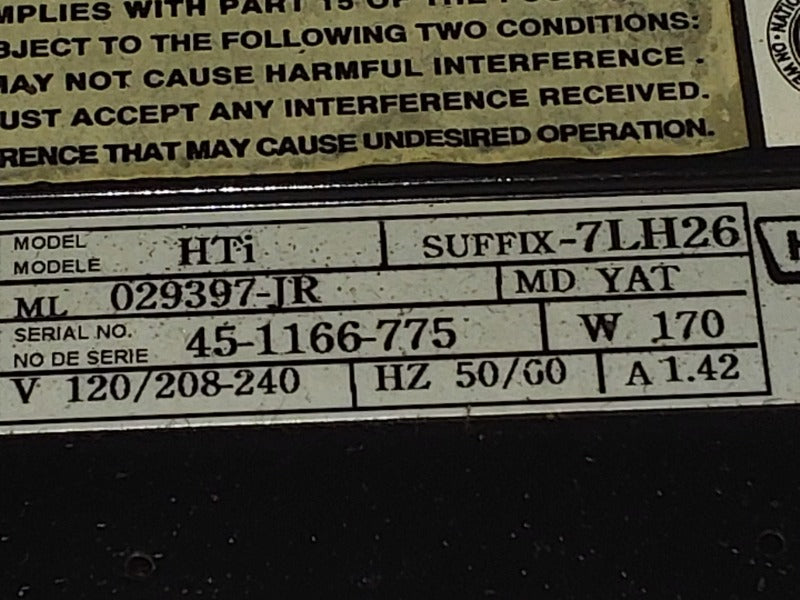 MPLIES WITH PART 15 OF THE
BJECT TO THE FOLLOWING TWO CONDITIONS:
MAY NOT CAUSE HARMFUL INTERFERENCE .
UST ACCEPT ANY INTERFERENCE RECEIVED.
RENCE THAT MAY CAUSE UNDESIRED OPERATION.
MODEL
MODELE HTi SUFFIX-7LH26
ML 029397-JR MD YAT
SERIAL NO.
NO DE SERIE 45-1166-775 W 170
V 120/208-240 HZ 50/60 A 1.42